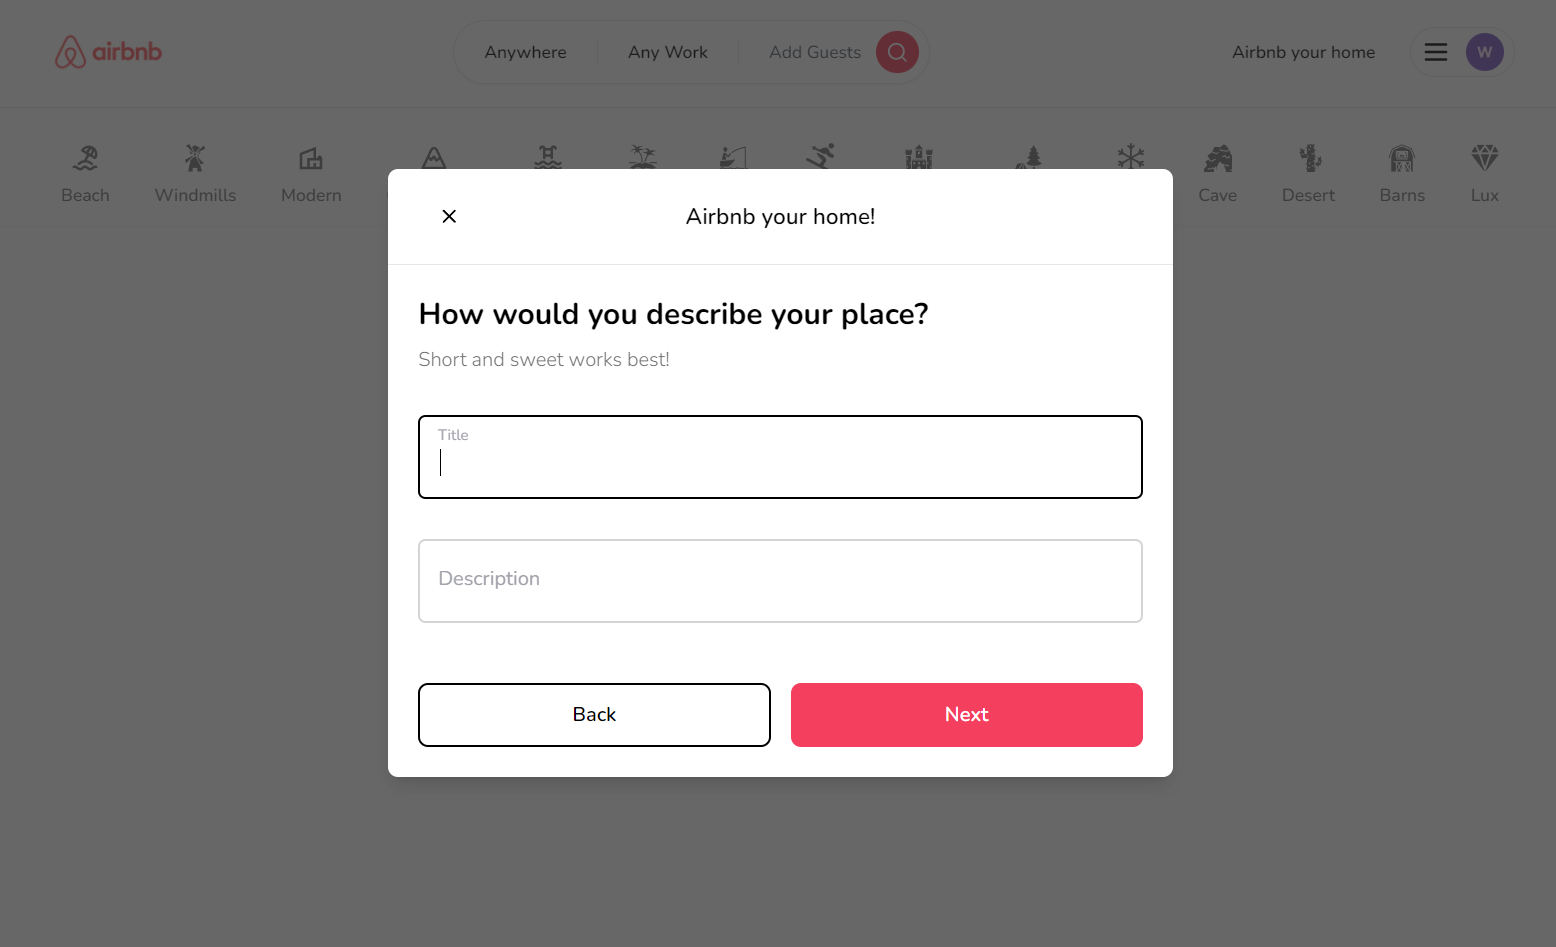 airbnb
Anywhere
Any Work
Add Guests
Airbnb your home
W
Beach
Windmills
Modern
Cave
Desert
Barns
Lux
Airbnb your home!
How would you describe your place?
Short and sweet works best!
Title
Description
Back
Next